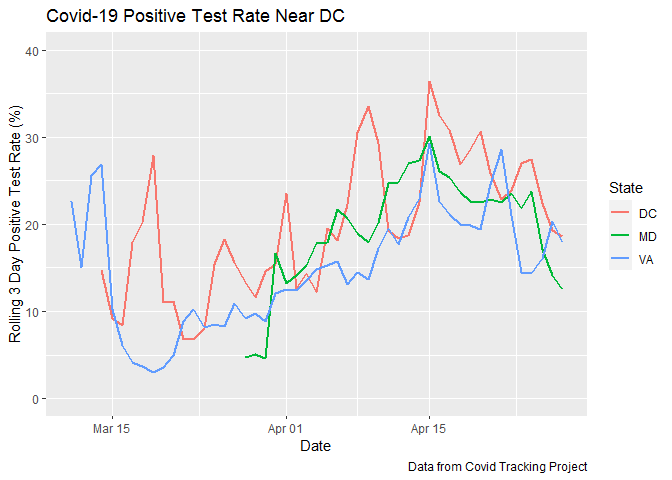 Covid-19 Positive Test Rate Near DC
Rolling 3 Day Positive Test Rate (%)
40
30
20
10
0
Mar 15
Apr 01
Apr 15
Date
State
DC
MD
VA
Data from Covid Tracking Project